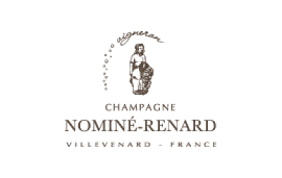 vigneron
CHAMPAGNE
NOMINÉ-RENARD
VILLEVENARD - FRANCE